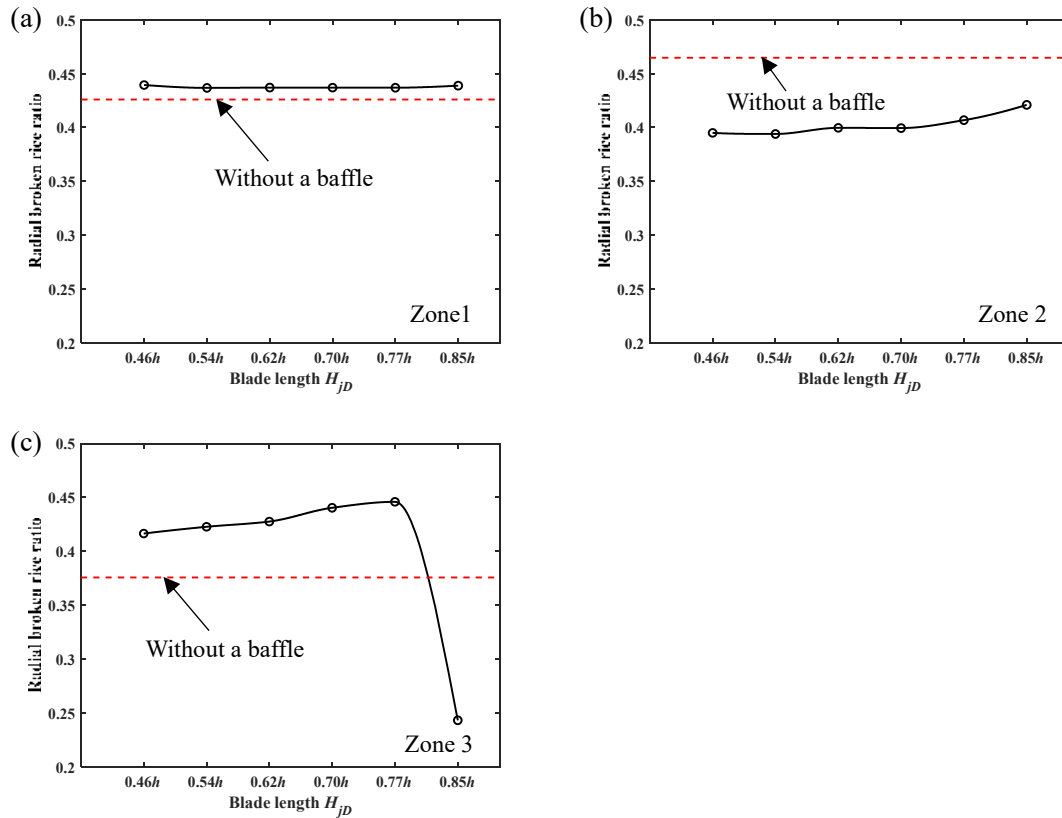 (a)
0.5
0.45
0.4
0.35
0.3
0.25
0.2
Radial broken rice ratio
Without a baffle
Zone1
0.46h 0.54h 0.62h 0.70h 0.77h 0.85h
Blade length HjD
(b)
0.5
0.45
0.4
0.35
0.3
0.25
0.2
Radial broken rice ratio
Without a baffle
Zone 2
0.46h 0.54h 0.62h 0.70h 0.77h 0.85h
Blade length HjD
(c)
0.5
0.45
0.4
0.35
0.3
0.25
0.2
Radial broken rice ratio
Without a baffle
Zone 3
0.46h 0.54h 0.62h 0.70h 0.77h 0.85h
Blade length HjD